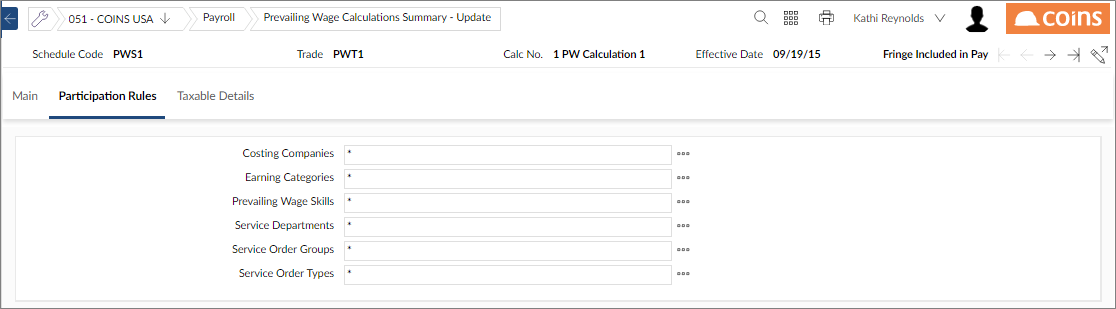 051 - COINS USA Payroll Prevailing Wage Calculations Summary - Update Kathi Reynolds coins
Schedule Code PWS1 Trade PWT1 Calc No. 1 PW Calculation 1 Effective Date 09/19/15 Fringe Included in Pay
Main Participation Rules Taxable Details
Costing Companies *
Earning Categories *
Prevailing Wage Skills *
Service Departments *
Service Order Groups *
Service Order Types *